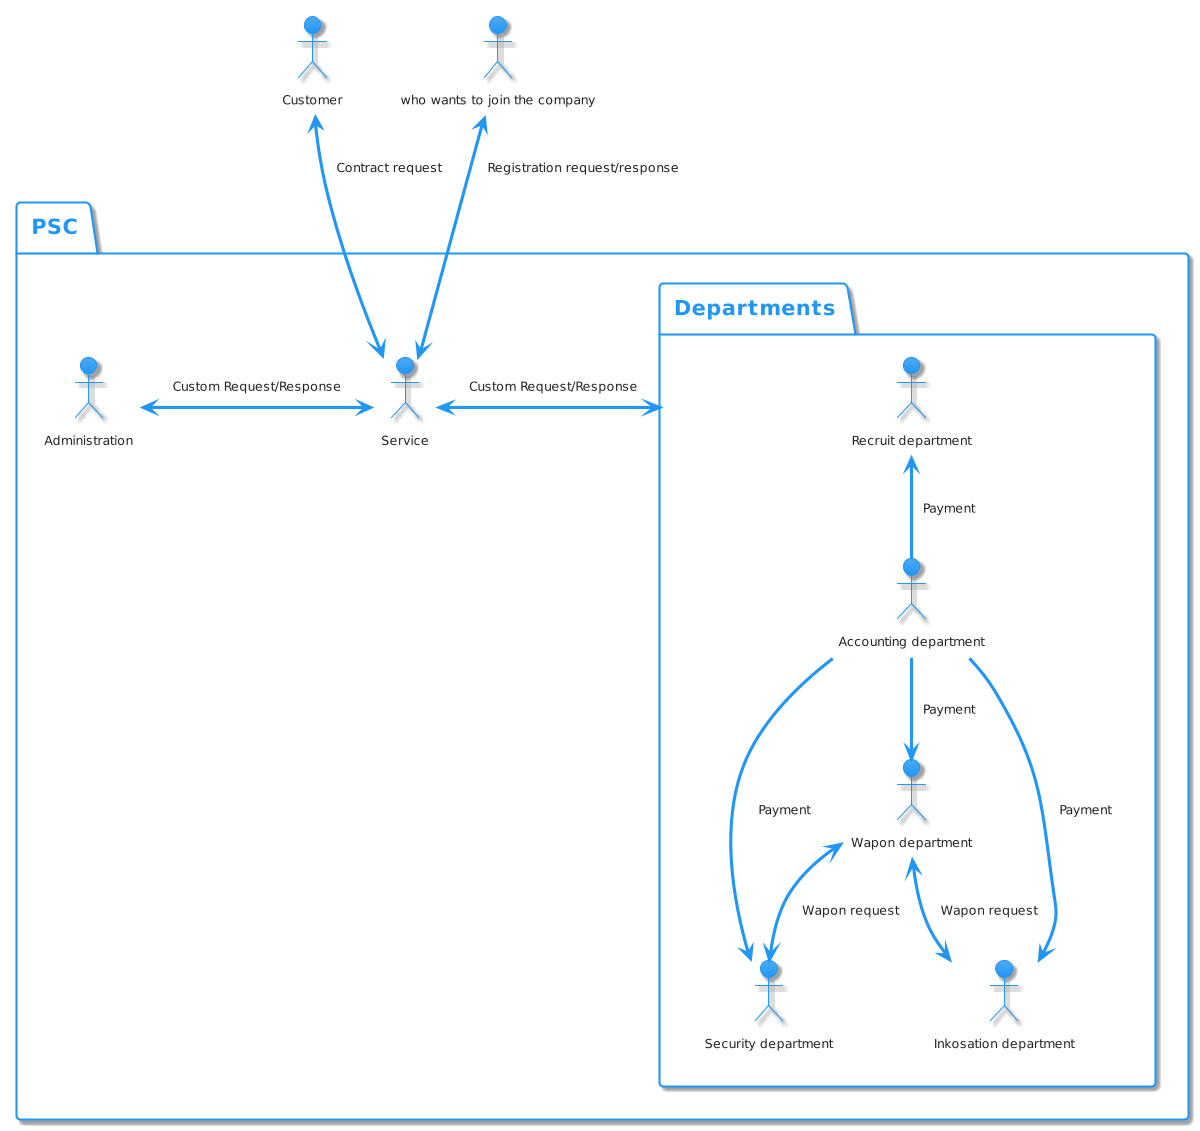 Customer
who wants to join the company
Contract request
Registration request/response
PSC
Departments
Custom Request/Response
Custom Request/Response
Administration
Service
Recruit department
Payment
Accounting department
Payment
Payment
Payment
Wapon department
Wapon request
Wapon request
Security department
Inkosation department